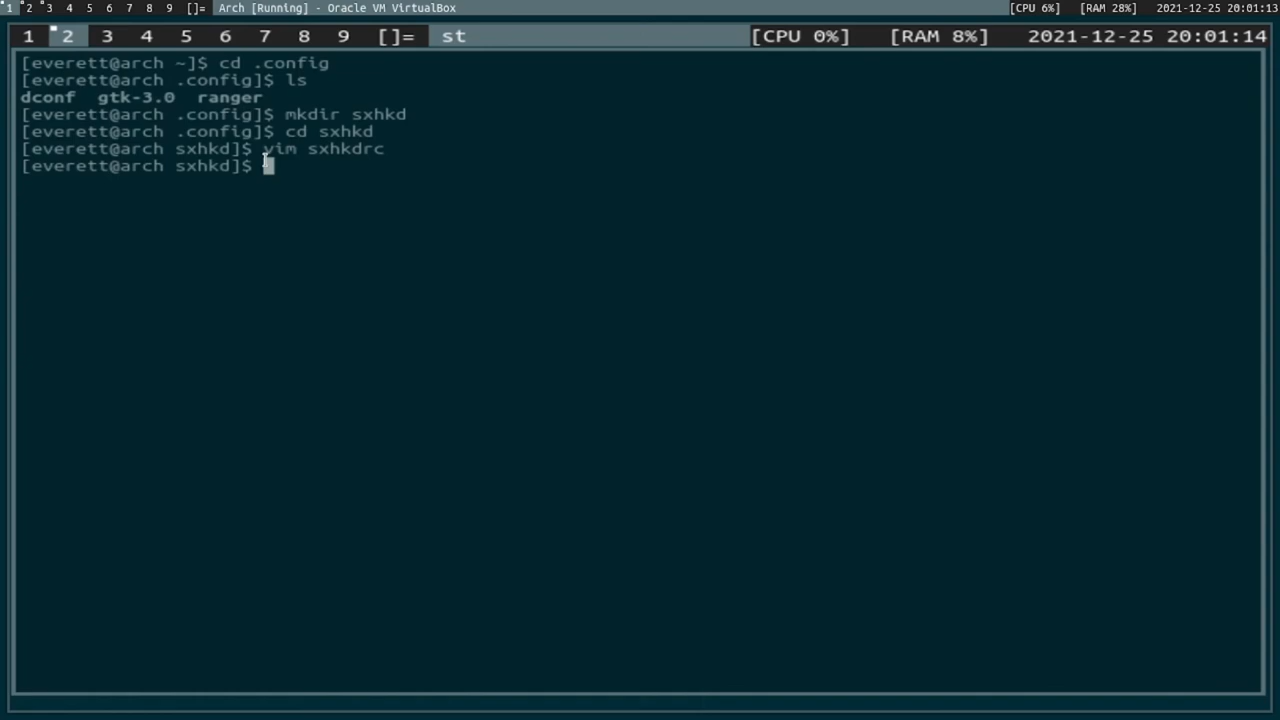 1 2 3 4 5 6 7 8 9 []= Arch [Running] - Oracle VM VirtualBox [CPU 6%] [RAM 28%] 2021-12-25 20:01:13
1 2 3 4 5 6 7 8 9 []= st [CPU 0%] [RAM 8%] 2021-12-25 20:01:14
[everett@arch ~]$ cd .config
[everett@arch .config]$ ls
dconf gtk-3.0 ranger
[everett@arch .config]$ mkdir sxhkd
[everett@arch .config]$ cd sxhkd
[everett@arch sxhkd]$ vim sxhkdrc
[everett@arch sxhkd]$